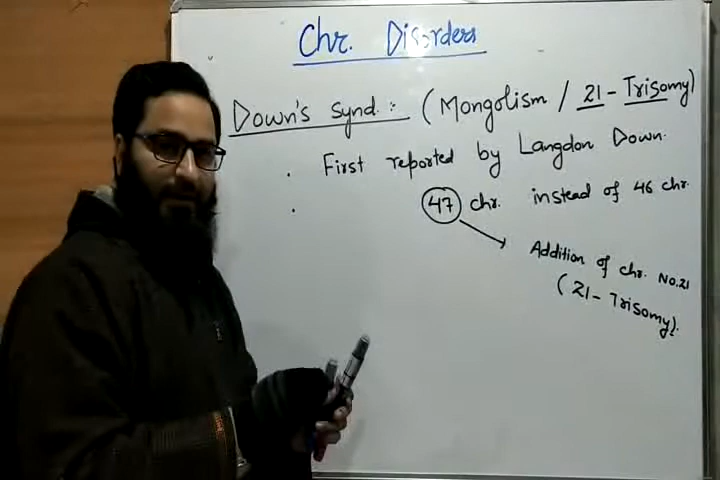 Chr. Disorders
Down's Synd. :- (Mongolism / 21 - Trisomy)
. First reported by Langdon Down.
. 47 chr. instead of 46 chr.
Addition of chr. No. 21
(21 - Trisomy).